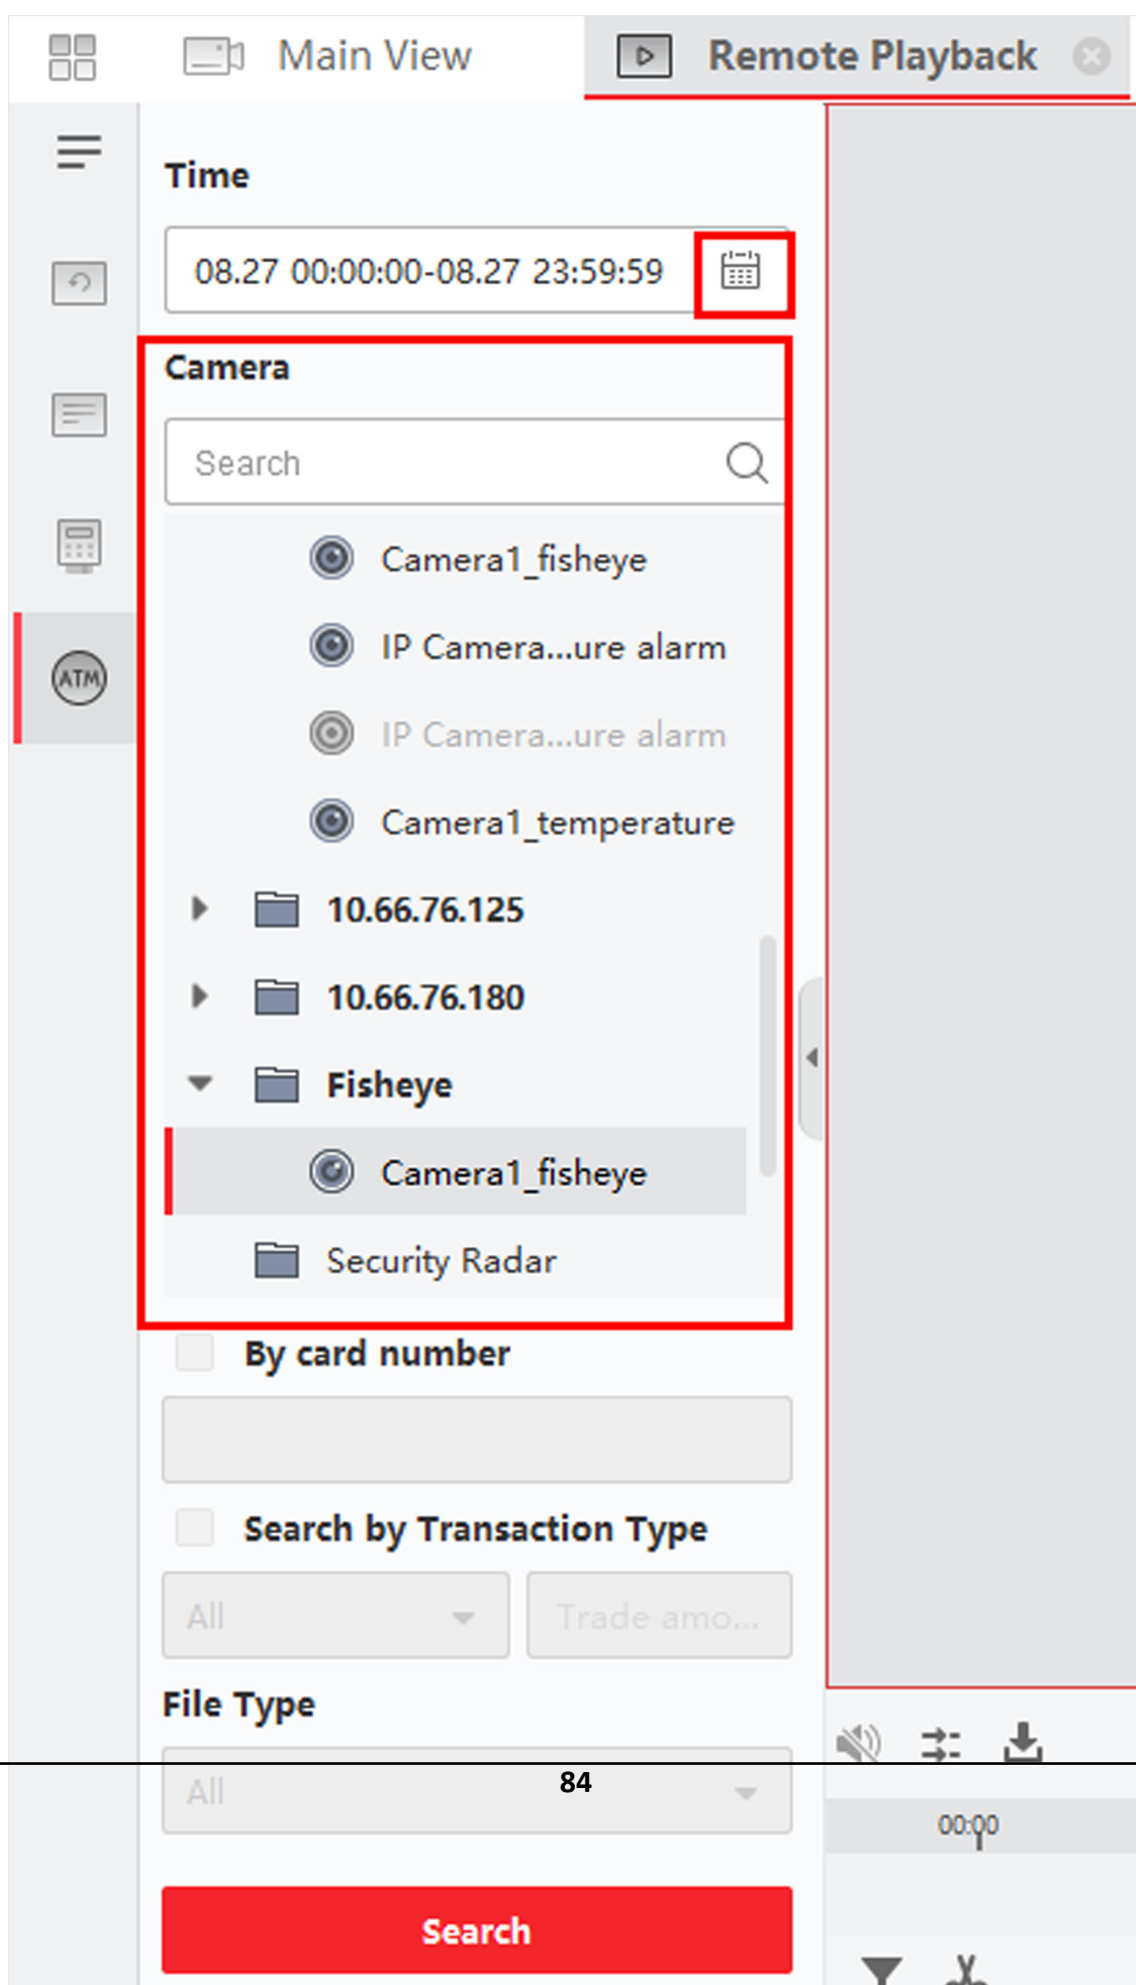 Main View
Remote Playback
Time
08.27 00:00:00-08.27 23:59:59
Camera
Search
Camera1_fisheye
IP Camera...ure alarm
IP Camera...ure alarm
ATM
Camera1_temperature
10.66.76.125
10.66.76.180
Fisheye
Camera1_fisheye
Security Radar
By card number
Search by Transaction Type
All
Trade amo...
File Type
All
84
00:00
Search